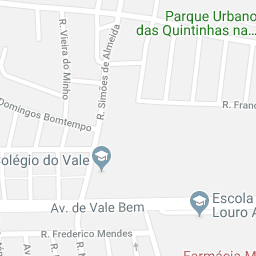 Parque Urbano
das Quintinhas na...
R. Vieira do Minho
R. Simões de Almeida
R. Franc
Domingos Bomtempo
olégio do Vale
Escola
Louro A
Av. de Vale Bem
R. Frederico Mendes
Farmácia M